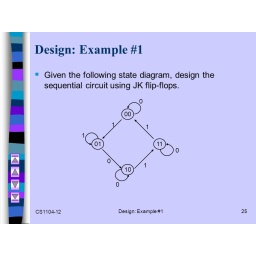 Design: Example #1
Given the following state diagram, design the
sequential circuit using JK flip-flops.
0
00
1
1
1
01
11
0
0
1
10
0
CS1104-12
Design: Example #1
25